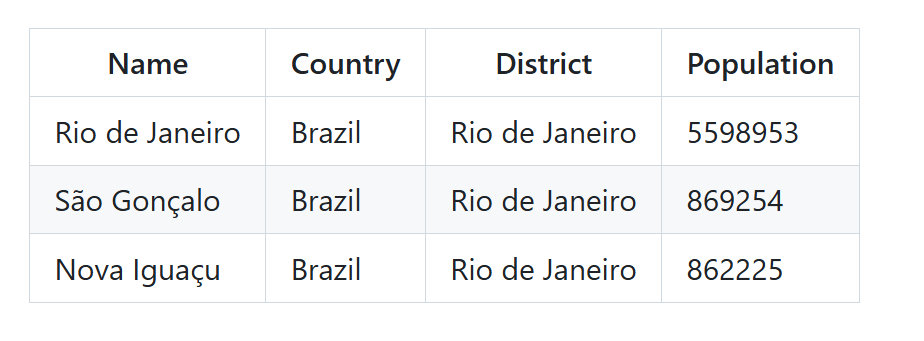 Name Country District Population
Rio de Janeiro Brazil Rio de Janeiro 5598953
São Gonçalo Brazil Rio de Janeiro 869254
Nova Iguaçu Brazil Rio de Janeiro 862225